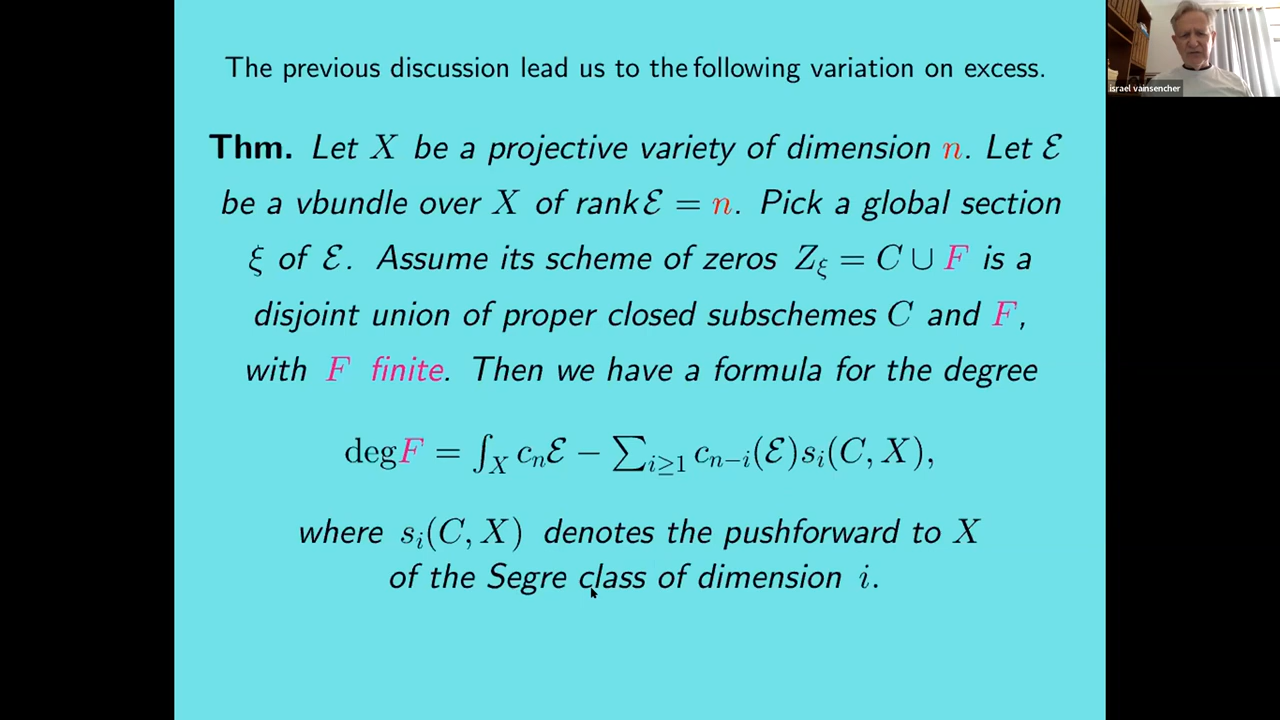 The previous discussion lead us to the following variation on excess.
Thm. Let X be a projective variety of dimension n. Let ℰ
be a vbundle over X of rank ℰ = n. Pick a global section
ξ of ℰ. Assume its scheme of zeros Z_ξ = C ∪ F is a
disjoint union of proper closed subschemes C and F,
with F finite. Then we have a formula for the degree
degF = ∫_X c_nℰ − ∑_{i≥1} c_{n−i}(ℰ)s_i(C, X),
where s_i(C, X) denotes the pushforward to X
of the Segre class of dimension i.
israel vainsencher